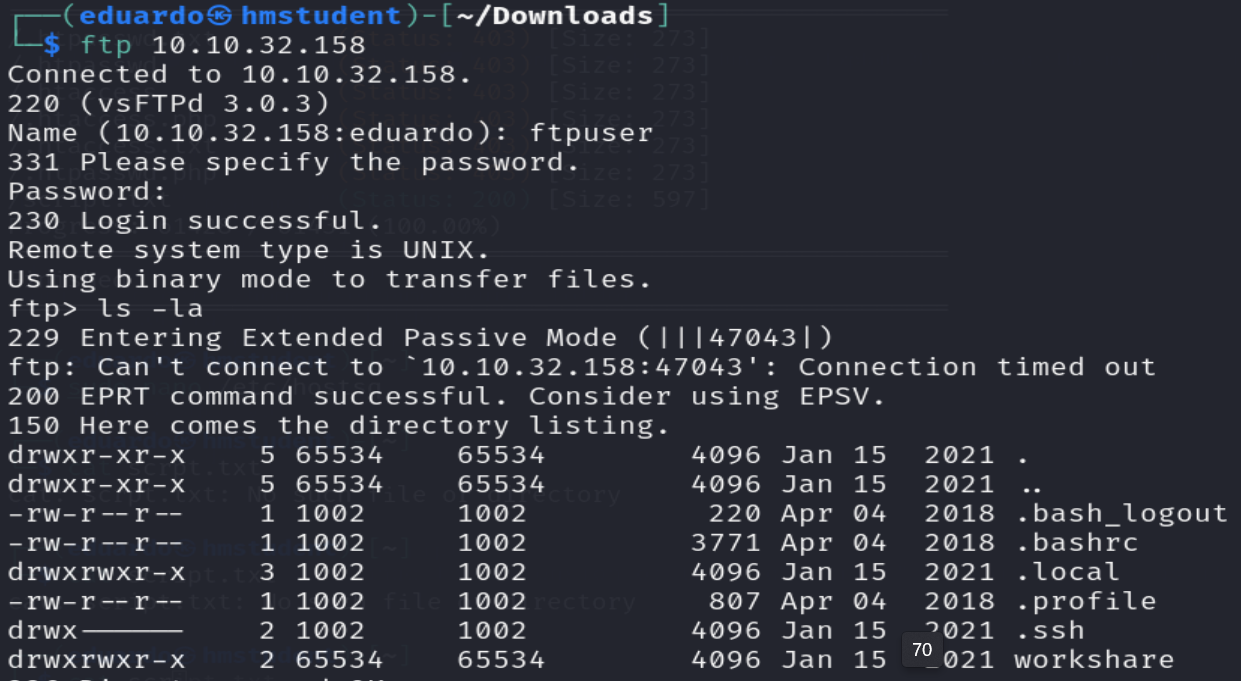 ┌──(eduardo㉿hmstudent)-[~/Downloads]
└─$ ftp 10.10.32.158
Connected to 10.10.32.158.
220 (vsFTPd 3.0.3)
Name (10.10.32.158:eduardo): ftpuser
331 Please specify the password.
Password:
230 Login successful.
Remote system type is UNIX.
Using binary mode to transfer files.
ftp> ls -la
229 Entering Extended Passive Mode (|||47043|)
ftp: Can't connect to `10.10.32.158:47043': Connection timed out
200 EPRT command successful. Consider using EPSV.
150 Here comes the directory listing.
drwxr-xr-x    5 65534    65534        4096 Jan 15  2021 .
drwxr-xr-x    5 65534    65534        4096 Jan 15  2021 ..
-rw-r--r--    1 1002     1002          220 Apr 04  2018 .bash_logout
-rw-r--r--    1 1002     1002         3771 Apr 04  2018 .bashrc
drwxrwxr-x    3 1002     1002         4096 Jan 15  2021 .local
-rw-r--r--    1 1002     1002          807 Apr 04  2018 .profile
drwx------    2 1002     1002         4096 Jan 15  2021 .ssh
drwxrwxr-x    2 65534    65534        4096 Jan 15  2021 workshare
70